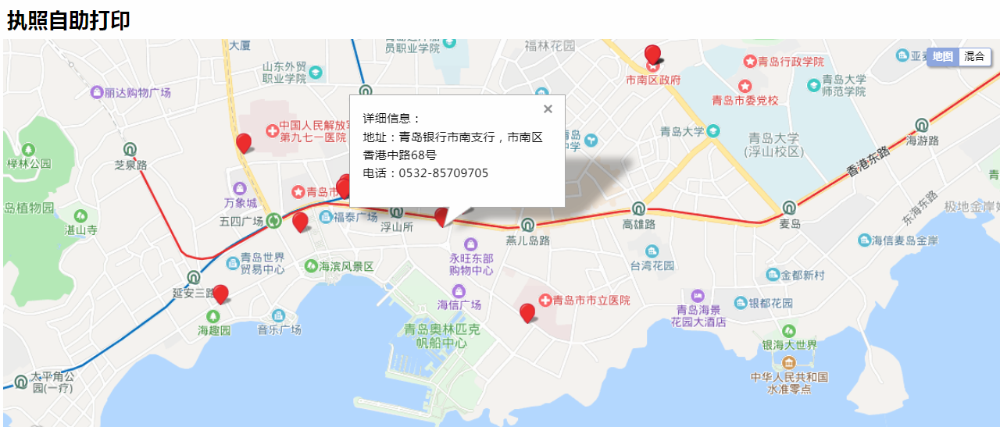 执照自助打印
大厦
员职业学院
福林花园
地图
混合
山东外贸
职业学院
市南区政府
青岛行政学院
青岛大学
师范学院
丽达购物广场
青岛市委党校
中国人民解放军
第九七一医院
详细信息：
地址：青岛银行市南支行，市南区
香港中路68号
电话：0532-85709705
青岛大学
青岛大学
(浮山校区)
海游路
香港东路
榉林公园
芝泉路
万象城
青岛市
岛植物园
湛山寺
五四广场
福泰广场
浮山所
燕儿岛路
高雄路
麦岛
东海东路
极地金岸
海信麦岛金岸
青岛世界
贸易中心
海滨风景区
永旺东部
购物中心
台湾花园
金都新村
延安三路
海信广场
青岛市市立医院
青岛海景
花园大酒店
银都花园
海趣园
音乐广场
青岛奥林匹克
帆船中心
银海大世界
中华人民共和国
水准零点
太平角公
园(一疗)